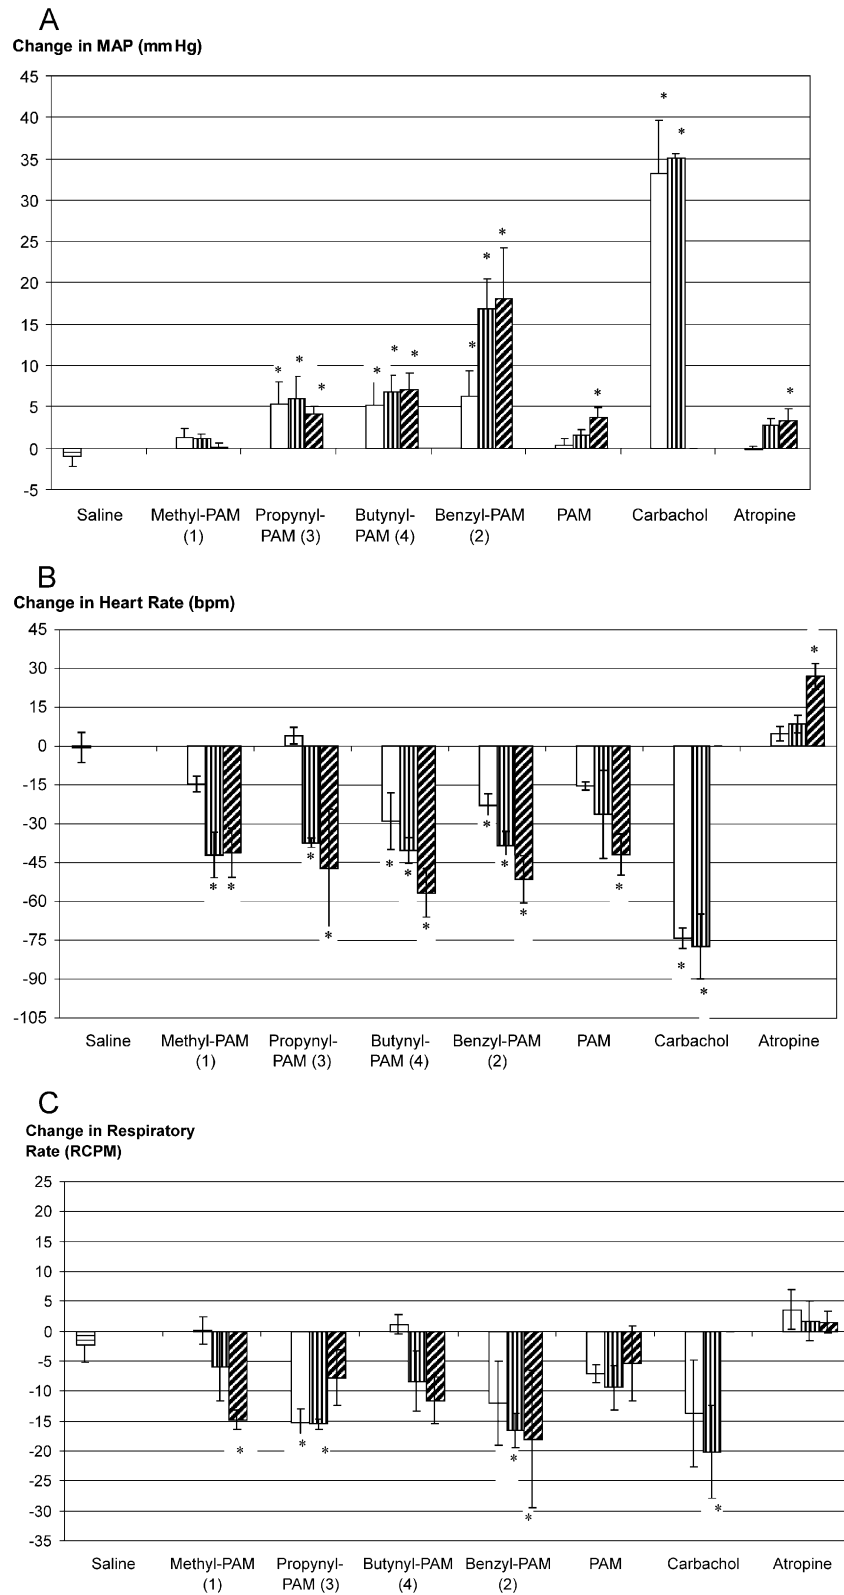 A
Change in MAP (mm Hg)
45
40
35
30
25
20
15
10
5
0
-5
* * * * * * * * * * * * *
Saline Methyl-PAM Propynyl- Butynyl- Benzyl-PAM PAM Carbachol Atropine
(1) PAM (3) PAM (4) (2)
B
Change in Heart Rate (bpm)
45
30
15
0
-15
-30
-45
-60
-75
-90
-105
* * * * * * * * * * * * * *
Saline Methyl-PAM Propynyl- Butynyl- Benzyl-PAM PAM Carbachol Atropine
(1) PAM (3) PAM (4) (2)
C
Change in Respiratory
Rate (RCPM)
25
20
15
10
5
0
-5
-10
-15
-20
-25
-30
-35
* * * * * *
Saline Methyl-PAM Propynyl- Butynyl-PAM Benzyl-PAM PAM Carbachol Atropine
(1) PAM (3) (4) (2)